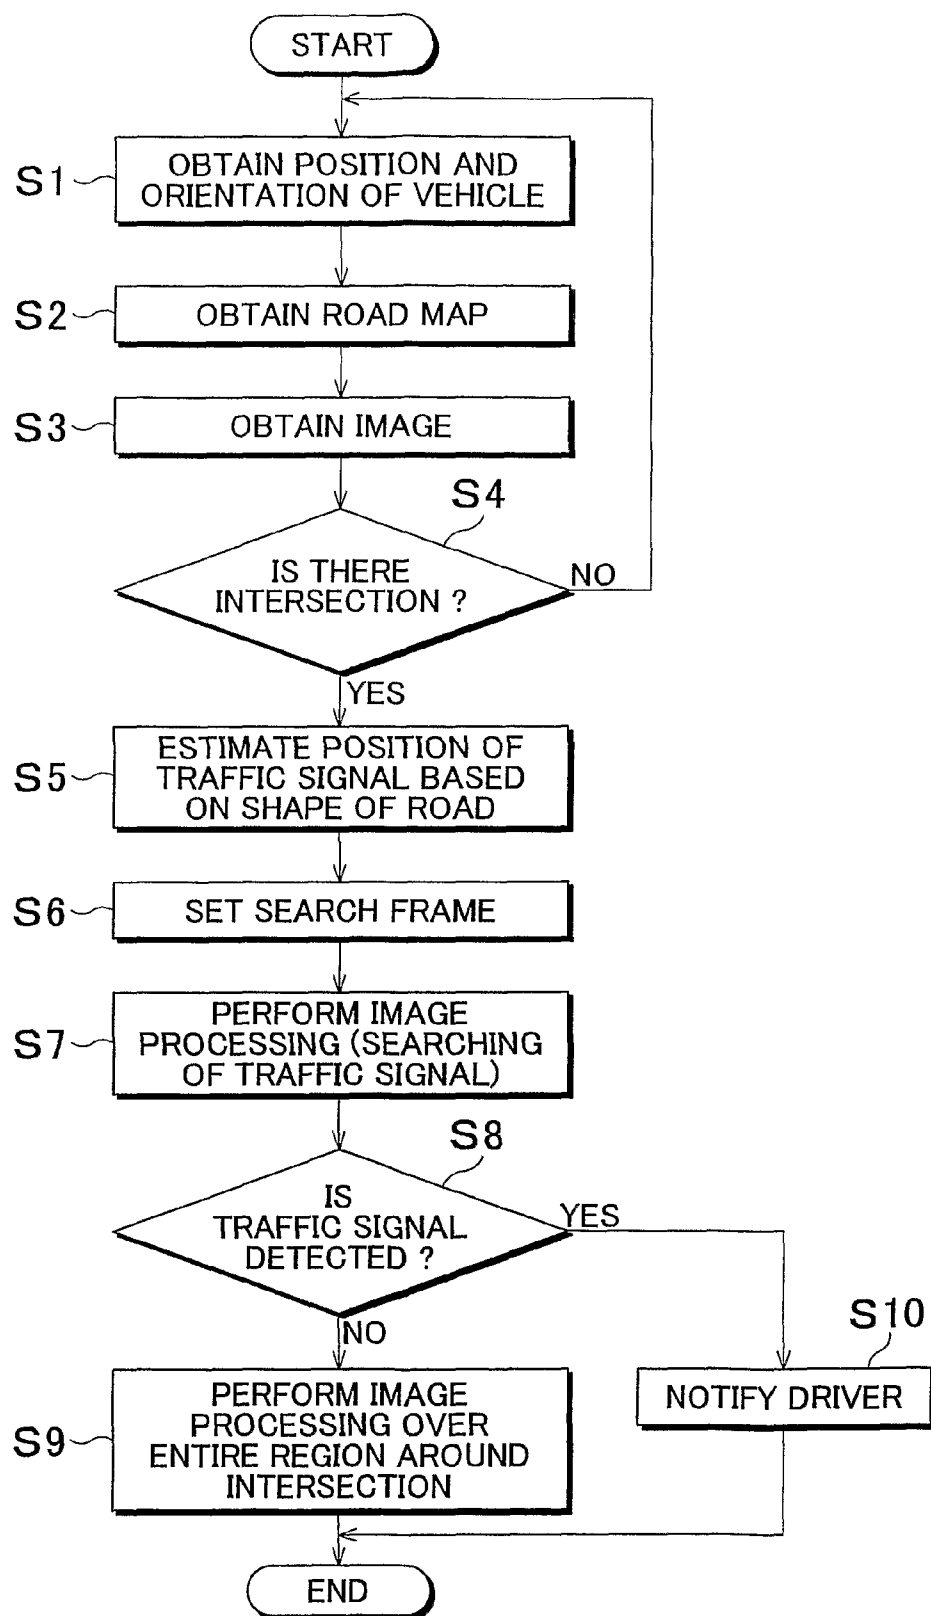 START
S1
OBTAIN POSITION AND
ORIENTATION OF VEHICLE
S2
OBTAIN ROAD MAP
S3
OBTAIN IMAGE
S4
IS THERE
INTERSECTION ?
NO
YES
S5
ESTIMATE POSITION OF
TRAFFIC SIGNAL BASED
ON SHAPE OF ROAD
S6
SET SEARCH FRAME
S7
PERFORM IMAGE
PROCESSING (SEARCHING
OF TRAFFIC SIGNAL)
S8
IS
TRAFFIC SIGNAL
DETECTED ?
YES
NO
S10
NOTIFY DRIVER
S9
PERFORM IMAGE
PROCESSING OVER
ENTIRE REGION AROUND
INTERSECTION
END